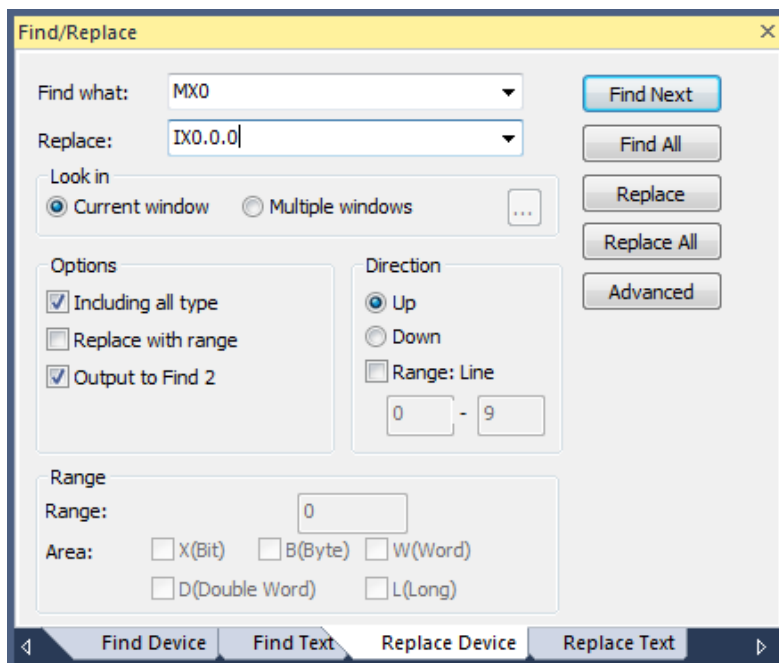 Find/Replace
Find what: MX0 Find Next
Replace: IX0.0.0 Find All
Look in
Current window Multiple windows ... Replace
Replace All
Options Direction
Including all type Up Advanced
Replace with range Down
Output to Find 2 Range: Line
0 - 9
Range
Range: 0
Area: X(Bit) B(Byte) W(Word)
D(Double Word) L(Long)
Find Device Find Text Replace Device Replace Text